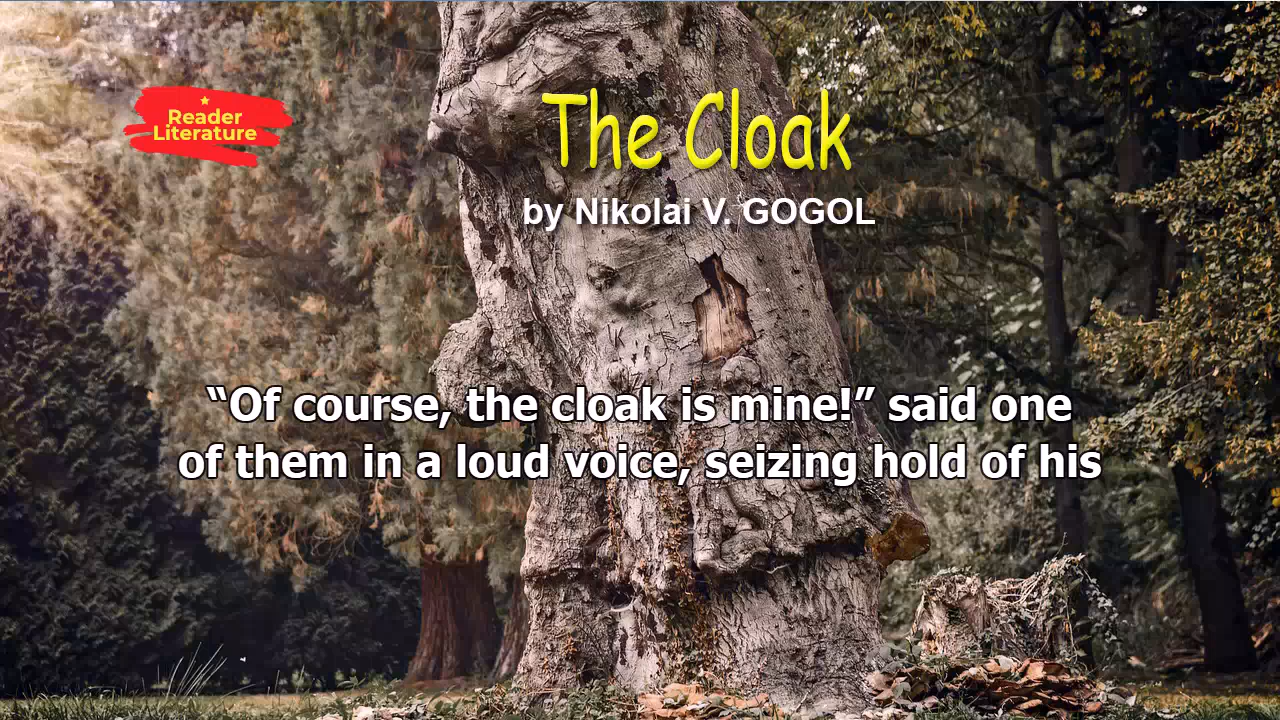 Reader
Literature
The Cloak
by Nikolai V. GOGOL
“Of course, the cloak is mine!” said one
of them in a loud voice, seizing hold of his